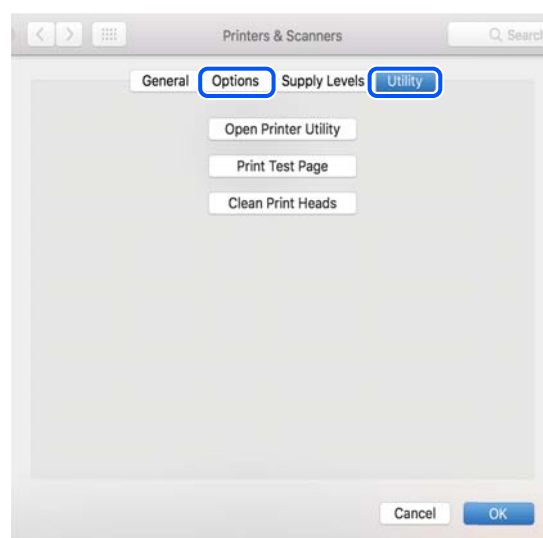 Printers & Scanners
Search
General Options Supply Levels Utility
Open Printer Utility
Print Test Page
Clean Print Heads
Cancel OK